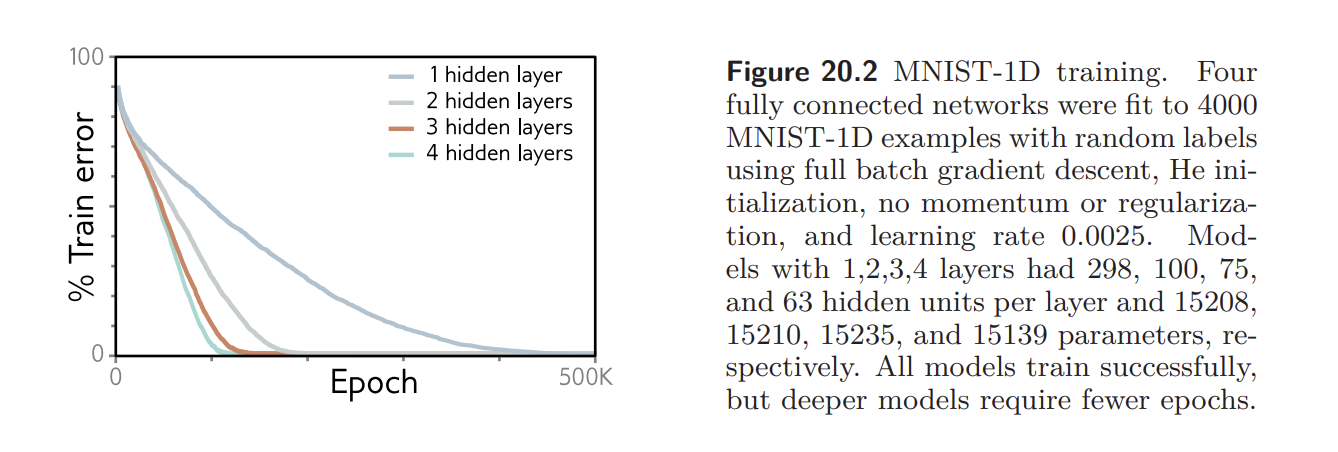 100
1 hidden layer
2 hidden layers
3 hidden layers
4 hidden layers
% Train error
0
0
500K
Epoch
Figure 20.2 MNIST-1D training. Four
fully connected networks were fit to 4000
MNIST-1D examples with random labels
using full batch gradient descent, He ini-
tialization, no momentum or regulariza-
tion, and learning rate 0.0025. Mod-
els with 1,2,3,4 layers had 298, 100, 75,
and 63 hidden units per layer and 15208,
15210, 15235, and 15139 parameters, re-
spectively. All models train successfully,
but deeper models require fewer epochs.